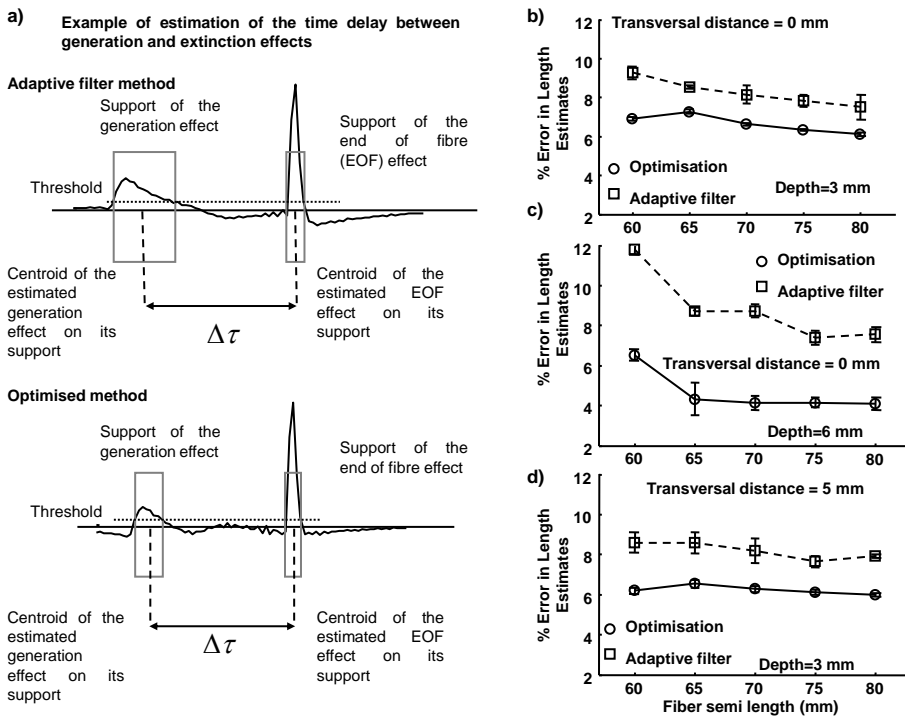 a)
Example of estimation of the time delay between
generation and extinction effects
Adaptive filter method
Support of the
generation effect
Support of the
end of fibre
(EOF) effect
Threshold
Centroid of the
estimated
generation
effect on its
support
Δτ
Centroid of the
estimated EOF
effect on its
support
Optimised method
Support of the
generation effect
Support of the
end of fibre effect
Threshold
Centroid of the
estimated
generation
effect on its
support
Δτ
Centroid of the
estimated EOF
effect on its
support
b)
Transversal distance = 0 mm
% Error in Length
Estimates
12
10
8
6
4
2
Optimisation
Adaptive filter
Depth=3 mm
60 65 70 75 80
c)
% Error in Length
Estimates
12
10
8
6
4
2
Optimisation
Adaptive filter
Transversal distance = 0 mm
Depth=6 mm
60 65 70 75 80
d)
Transversal distance = 5 mm
% Error in Length
Estimates
12
10
8
6
4
2
Optimisation
Adaptive filter
Depth=3 mm
60 65 70 75 80
Fiber semi length (mm)